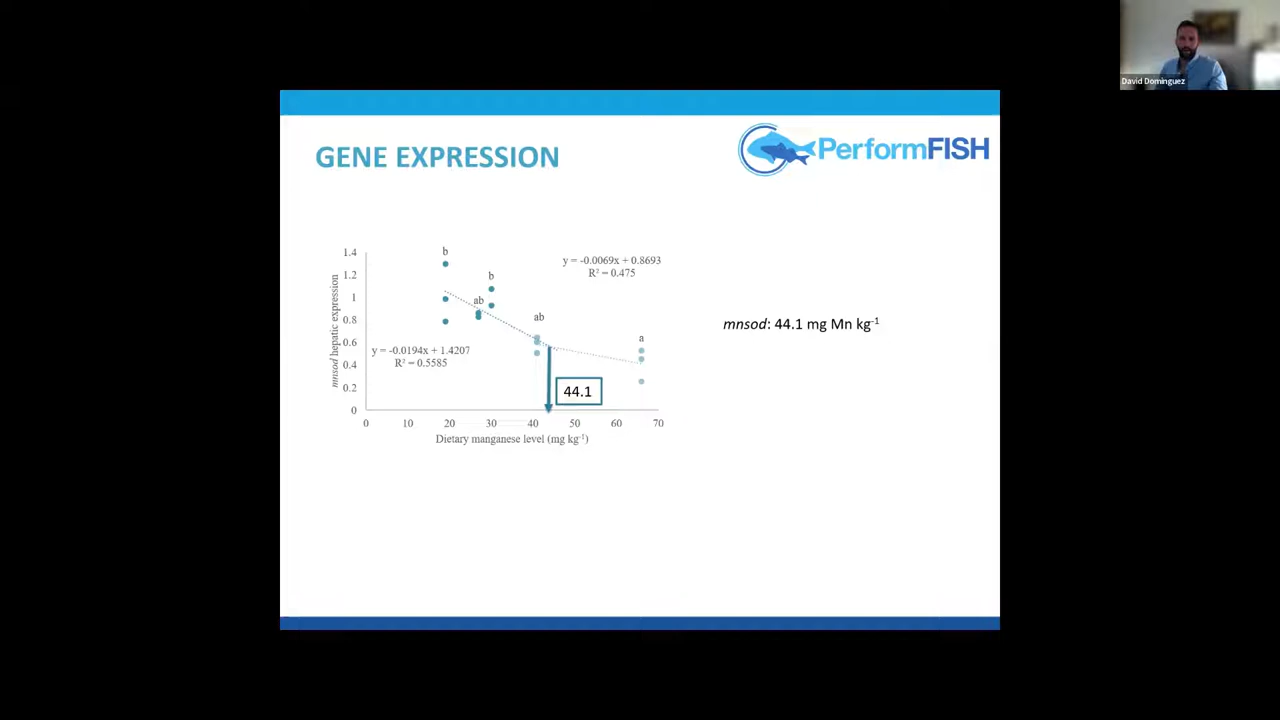 David Dominguez
GENE EXPRESSION
PerformFISH
mnsod hepatic expression
1.4
1.2
1
0.8
0.6
0.4
0.2
0
b
ab
b
ab
a
y = -0.0069x + 0.8693
R² = 0.475
y = -0.0194x + 1.4207
R² = 0.5585
44.1
0 10 20 30 40 50 60 70
Dietary manganese level (mg kg⁻¹)
mnsod: 44.1 mg Mn kg⁻¹